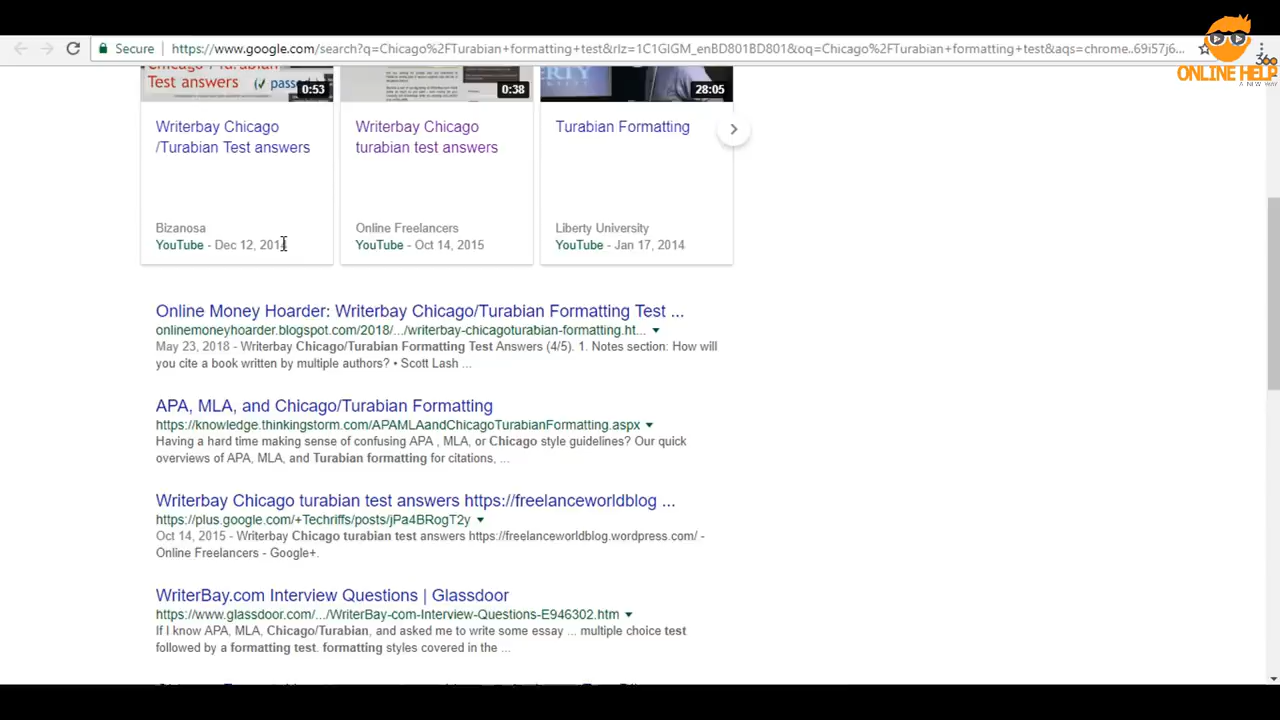 Secure https://www.google.com/search?q=Chicago%2FTurabian+formatting+test&rlz=1C1GIGM_enBD801BD801&oq=Chicago%2FTurabian+formatting+test&aqs=chrome..69i57j6...
360
ONLINE HELP
A NEW WAY
Test answers
0:53
0:38
28:05
Writerbay Chicago
/Turabian Test answers
Bizanosa
YouTube - Dec 12, 2014
Writerbay Chicago
turabian test answers
Online Freelancers
YouTube - Oct 14, 2015
Turabian Formatting
Liberty University
YouTube - Jan 17, 2014
Online Money Hoarder: Writerbay Chicago/Turabian Formatting Test ...
onlinemoneyhoarder.blogspot.com/2018/.../writerbay-chicagoturabian-formatting.ht...
May 23, 2018 - Writerbay Chicago/Turabian Formatting Test Answers (4/5). 1. Notes section: How will
you cite a book written by multiple authors? • Scott Lash ...
APA, MLA, and Chicago/Turabian Formatting
https://knowledge.thinkingstorm.com/APAMLAandChicagoTurabianFormatting.aspx
Having a hard time making sense of confusing APA , MLA, or Chicago style guidelines? Our quick
overviews of APA, MLA, and Turabian formatting for citations, ...
Writerbay Chicago turabian test answers https://freelanceworldblog ...
https://plus.google.com/+Techriffs/posts/jPa4BRogT2y
Oct 14, 2015 - Writerbay Chicago turabian test answers https://freelanceworldblog.wordpress.com/ -
Online Freelancers - Google+.
WriterBay.com Interview Questions | Glassdoor
https://www.glassdoor.com/.../WriterBay-com-Interview-Questions-E946302.htm
If I know APA, MLA, Chicago/Turabian, and asked me to write some essay ... multiple choice test
followed by a formatting test. formatting styles covered in the ...